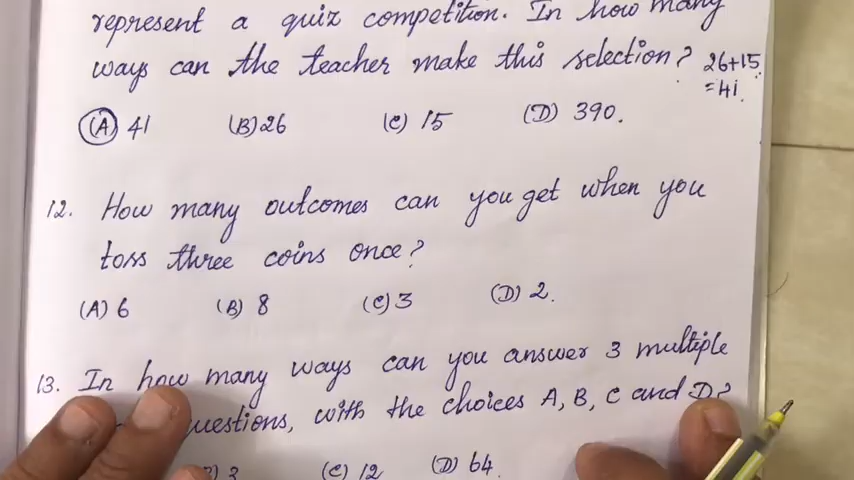 represent a quiz competition. In how many
ways can the teacher make this selection? 26+15
=41.
(A) 41 (B) 26 (C) 15 (D) 390.
12. How many outcomes can you get when you
toss three coins once?
(A) 6 (B) 8 (C) 3 (D) 2.
13. In how many ways can you answer 3 multiple
questions, with the choices A, B, C and D?
3 (C) 12 (D) 64.